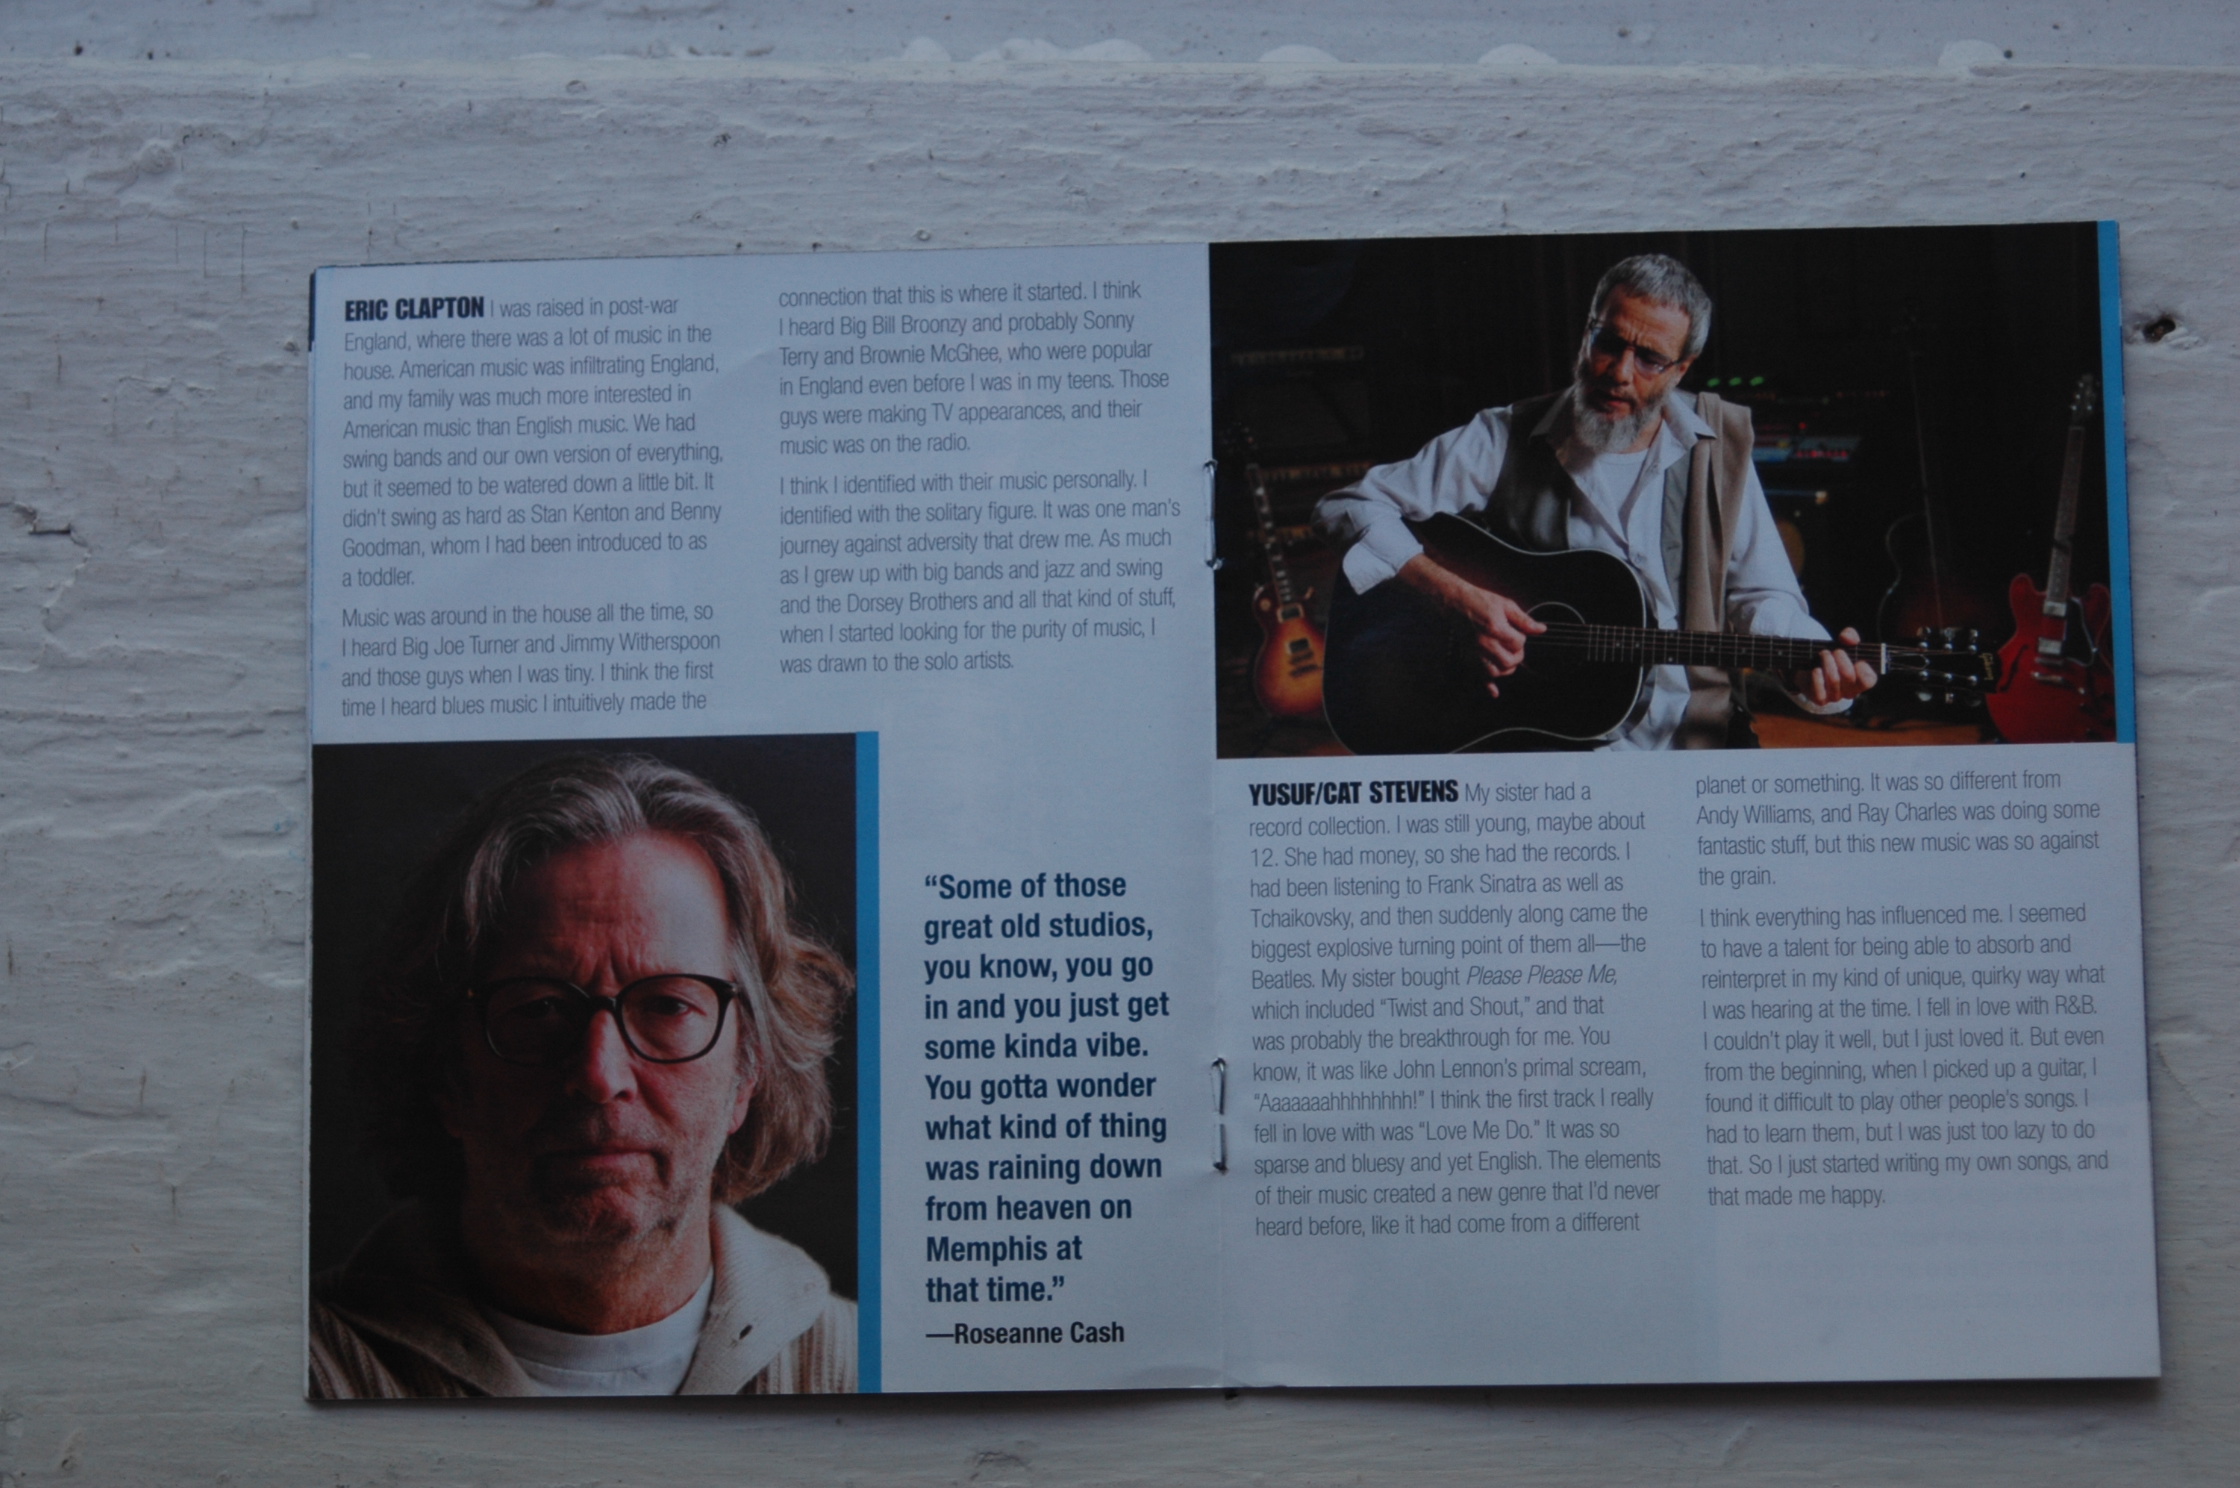 ERIC CLAPTON I was raised in post-war
England, where there was a lot of music in the
house. American music was infiltrating England,
and my family was much more interested in
American music than English music. We had
swing bands and our own version of everything,
but it seemed to be watered down a little bit. It
didn't swing as hard as Stan Kenton and Benny
Goodman, whom I had been introduced to as
a toddler.
Music was around in the house all the time, so
I heard Big Joe Turner and Jimmy Witherspoon
and those guys when I was tiny. I think the first
time I heard blues music I intuitively made the
connection that this is where it started. I think
I heard Big Bill Broonzy and probably Sonny
Terry and Brownie McGhee, who were popular
in England even before I was in my teens. Those
guys were making TV appearances, and their
music was on the radio.
I think I identified with their music personally. I
identified with the solitary figure. It was one man's
journey against adversity that drew me. As much
as I grew up with big bands and jazz and swing
and the Dorsey Brothers and all that kind of stuff,
when I started looking for the purity of music, I
was drawn to the solo artists.
“Some of those
great old studios,
you know, you go
in and you just get
some kinda vibe.
You gotta wonder
what kind of thing
was raining down
from heaven on
Memphis at
that time.”
—Roseanne Cash
Gibson
YUSUF/CAT STEVENS My sister had a
record collection. I was still young, maybe about
12. She had money, so she had the records. I
had been listening to Frank Sinatra as well as
Tchaikovsky, and then suddenly along came the
biggest explosive turning point of them all—the
Beatles. My sister bought Please Please Me,
which included “Twist and Shout,” and that
was probably the breakthrough for me. You
know, it was like John Lennon's primal scream,
“Aaaaaaahhhhhhhh!” I think the first track I really
fell in love with was “Love Me Do.” It was so
sparse and bluesy and yet English. The elements
of their music created a new genre that I'd never
heard before, like it had come from a different
planet or something. It was so different from
Andy Williams, and Ray Charles was doing some
fantastic stuff, but this new music was so against
the grain.
I think everything has influenced me. I seemed
to have a talent for being able to absorb and
reinterpret in my kind of unique, quirky way what
I was hearing at the time. I fell in love with R&B.
I couldn't play it well, but I just loved it. But even
from the beginning, when I picked up a guitar, I
found it difficult to play other people's songs. I
had to learn them, but I was just too lazy to do
that. So I just started writing my own songs, and
that made me happy.